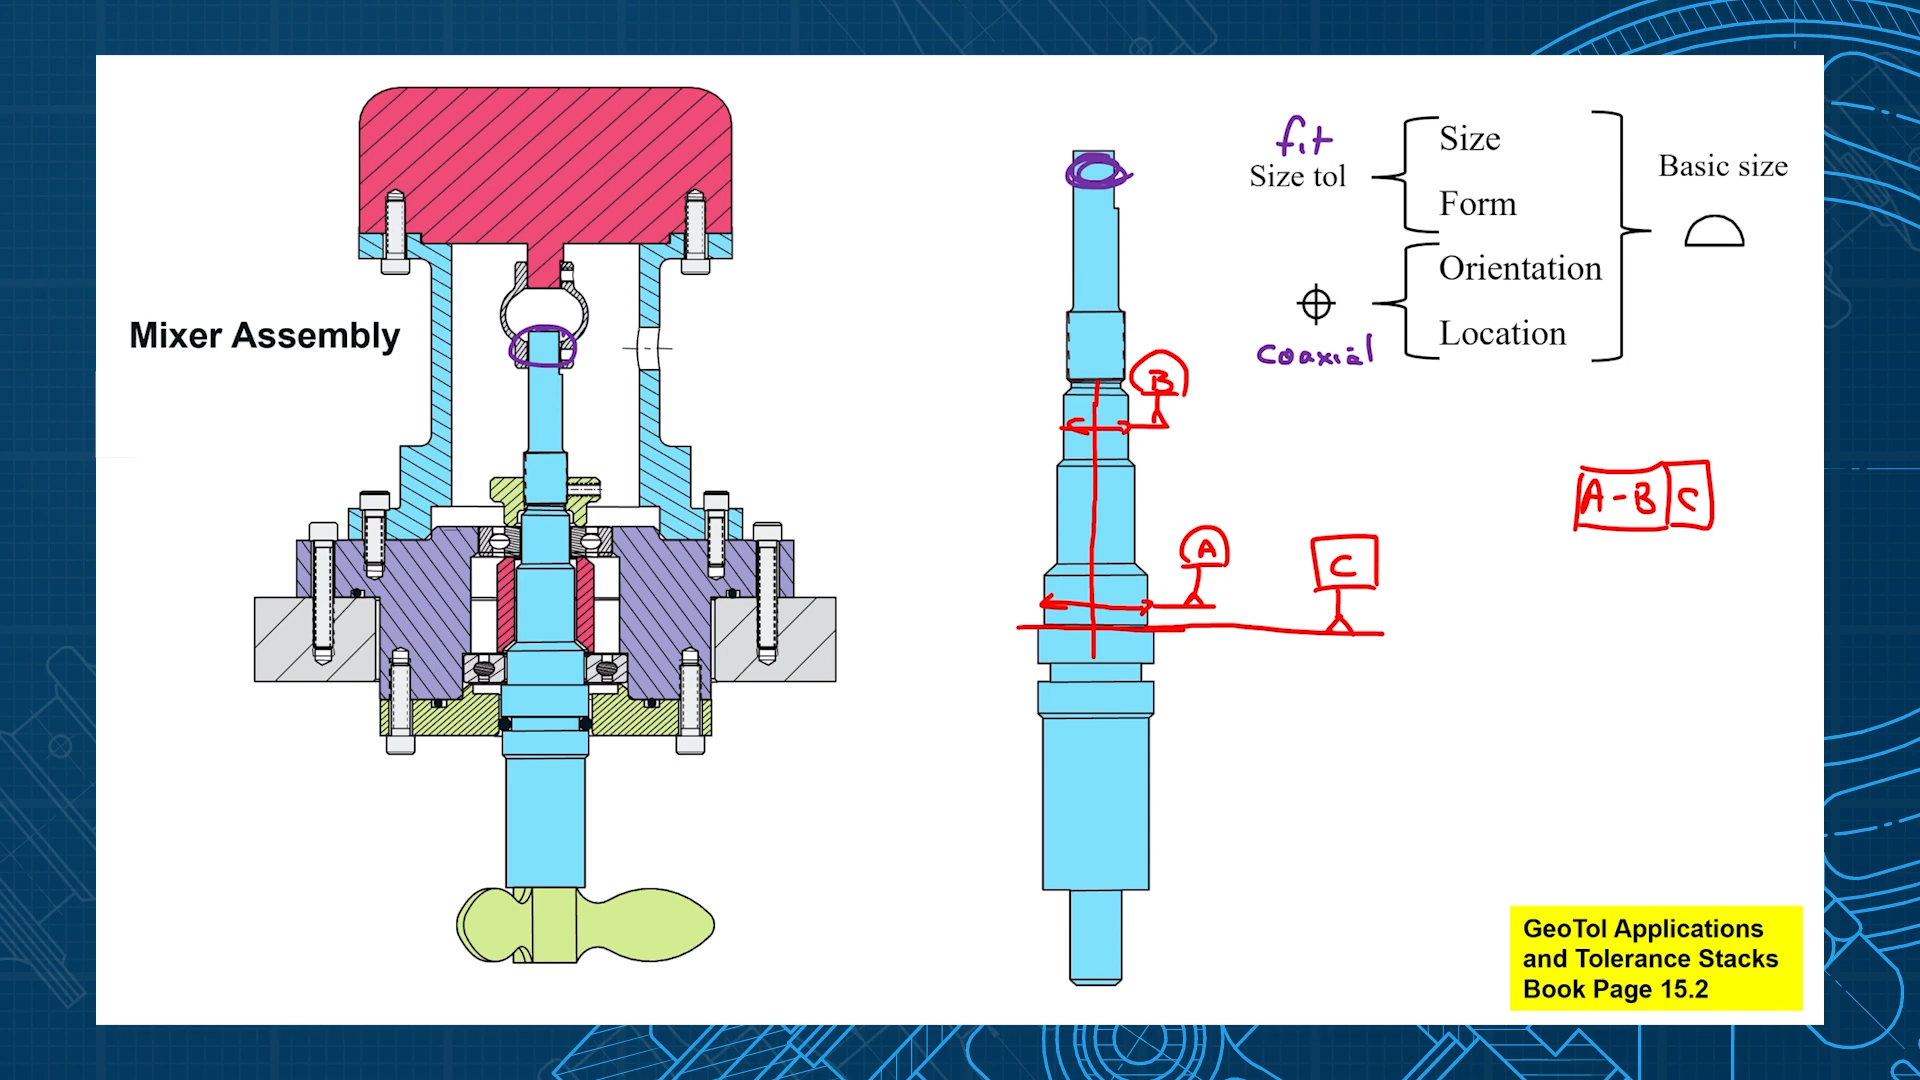 Mixer Assembly
fit
Size tol
Size
Form
Orientation
Location
coaxial
Basic size
B
A
C
A-B C
GeoTol Applications
and Tolerance Stacks
Book Page 15.2